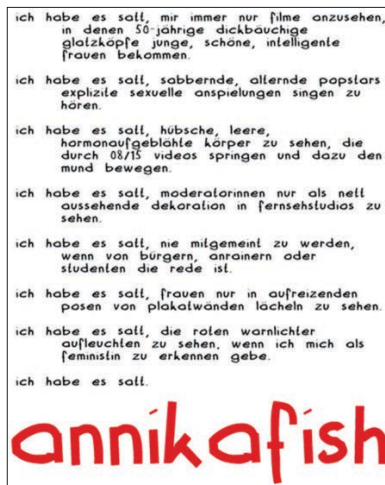 ich habe es satt, mir immer nur filme anzusehen,
in denen 50-jährige dickbäuchige
glatzköpfe junge, schöne, intelligente
frauen bekommen.
ich habe es satt, sabbernde, alternde popstars
explizite sexuelle anspielungen singen zu
hören.
ich habe es satt, hübsche, leere,
hormonaufgeblähte körper zu sehen, die
durch 08/15 videos springen und dazu den
mund bewegen.
ich habe es satt, moderatorinnen nur als nett
aussehende dekoration in fernsehstudios zu
sehen.
ich habe es satt, nie mitgemeint zu werden,
wenn von bürgern, anrainern oder
studenten die rede ist.
ich habe es satt, frauen nur in aufreizenden
posen von plakatwänden lächeln zu sehen.
ich habe es satt, die roten warnlichter
aufleuchten zu sehen, wenn ich mich als
feministin zu erkennen gebe.
ich habe es satt.
annikafish